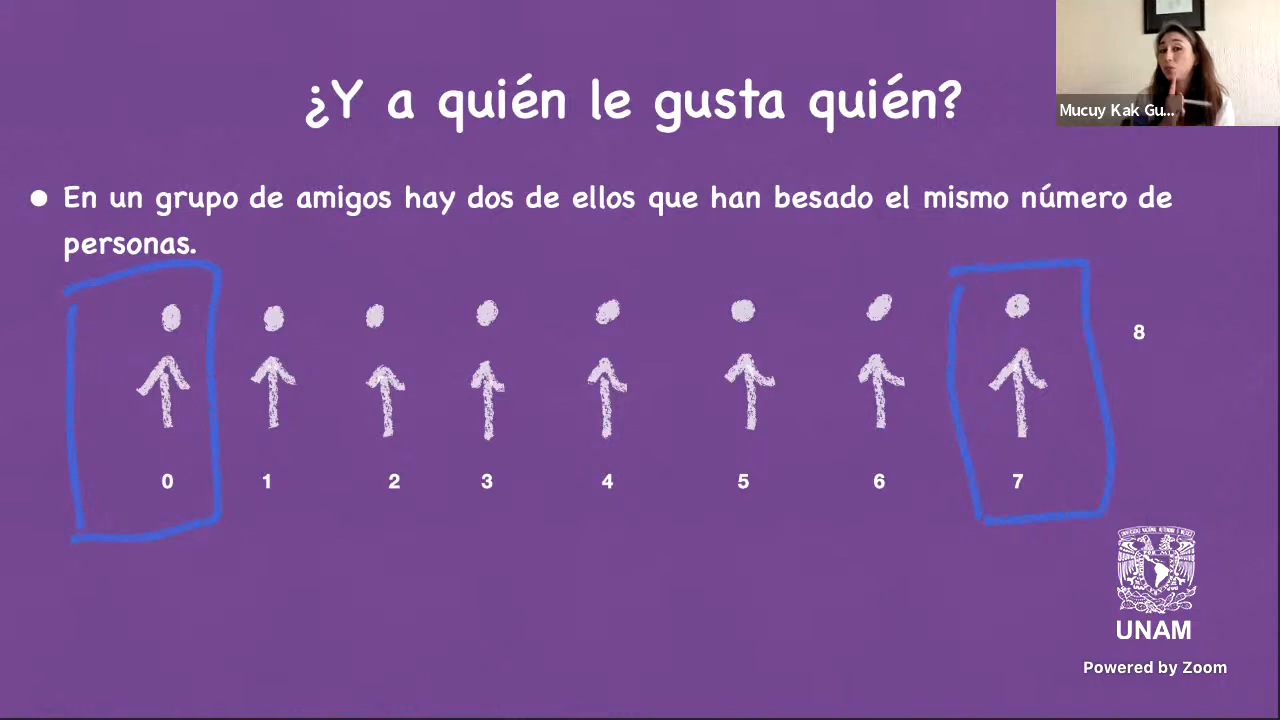 ¿Y a quién le gusta quién?
Mucuy Kak Gu...
● En un grupo de amigos hay dos de ellos que han besado el mismo número de
personas.
8
0 1 2 3 4 5 6 7
UNAM
Powered by Zoom